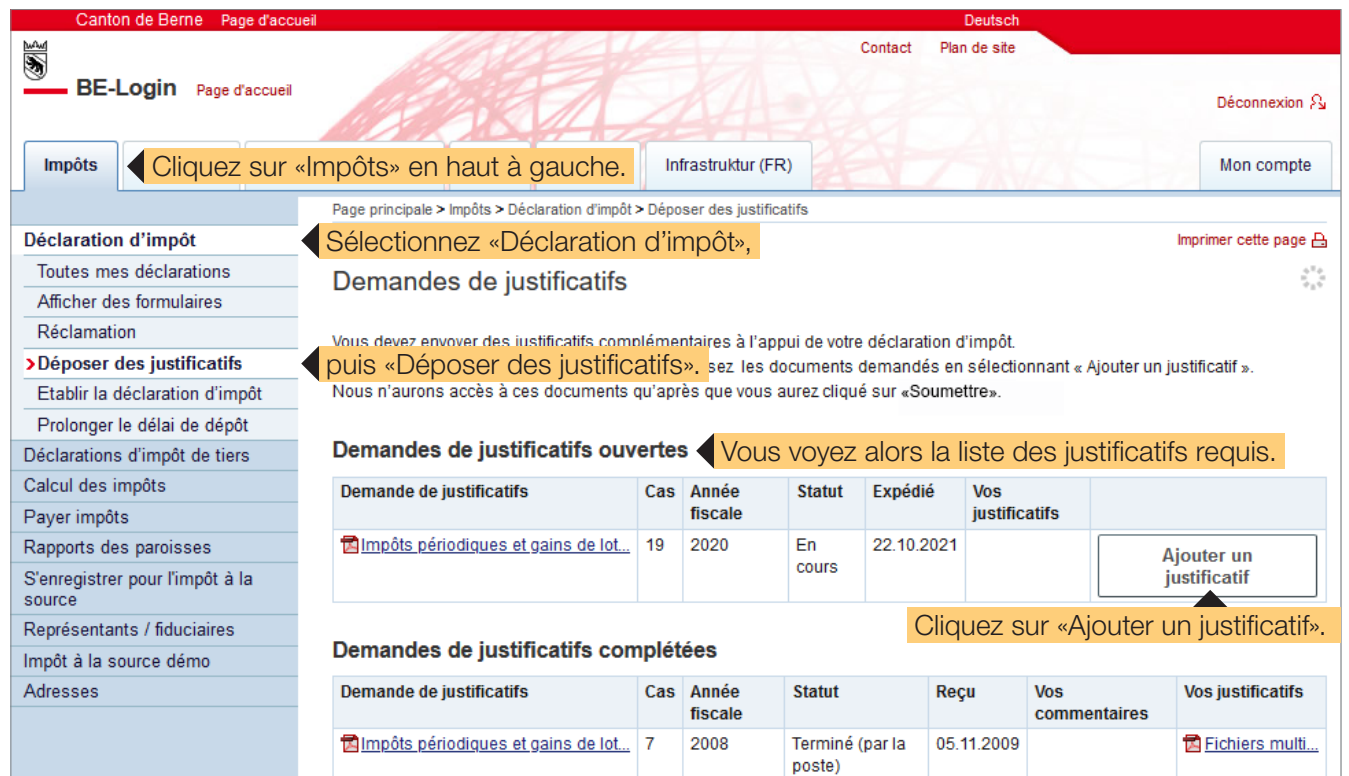 Canton de Berne Page d'accueil Deutsch
Contact Plan de site
BE-Login Page d'accueil
Déconnexion
Impôts
Cliquez sur «Impôts» en haut à gauche.
Infrastruktur (FR)
Mon compte
Page principale > Impôts > Déclaration d'impôt > Déposer des justificatifs
Déclaration d'impôt
Sélectionnez «Déclaration d’impôt»,
Imprimer cette page
Toutes mes déclarations
Afficher des formulaires
Réclamation
>Déposer des justificatifs
Etablir la déclaration d'impôt
Prolonger le délai de dépôt
Déclarations d'impôt de tiers
Calcul des impôts
Payer impôts
Rapports des paroisses
S'enregistrer pour l'impôt à la
source
Représentants / fiduciaires
Impôt à la source démo
Adresses
Demandes de justificatifs
Vous devez envoyer des justificatifs complémentaires à l'appui de votre déclaration d'impôt.
puis «Déposer des justificatifs».
les documents demandés en sélectionnant « Ajouter un justificatif ».
Nous n'aurons accès à ces documents qu'après que vous aurez cliqué sur «Soumettre».
Demandes de justificatifs ouvertes
Vous voyez alors la liste des justificatifs requis.
Demande de justificatifs Cas Année Statut Expédié Vos
fiscale justificatifs
Impôts périodiques et gains de lot... 19 2020 En 22.10.2021
cours
Ajouter un
justificatif
Cliquez sur «Ajouter un justificatif».
Demandes de justificatifs complétées
Demande de justificatifs Cas Année Statut Reçu Vos Vos justificatifs
fiscale commentaires
Impôts périodiques et gains de lot... 7 2008 Terminé (par la 05.11.2009 Fichiers multi...
poste)